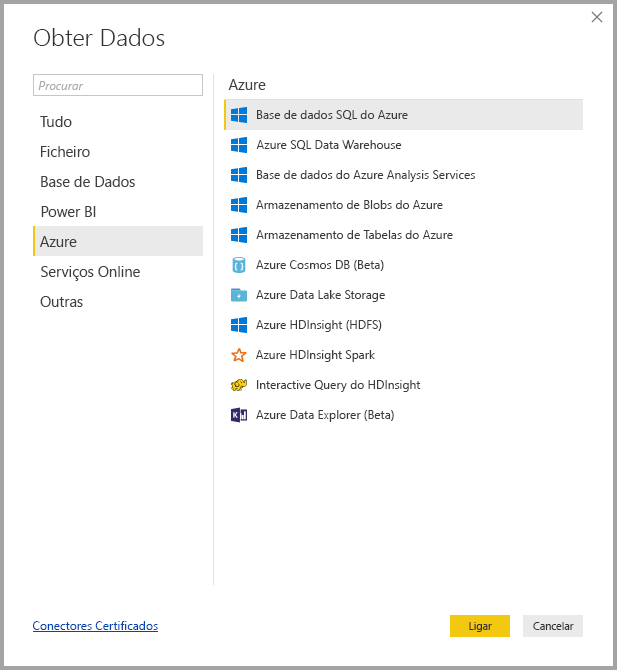 Obter Dados
Procurar
Tudo
Ficheiro
Base de Dados
Power BI
Azure
Serviços Online
Outras
Azure
Base de dados SQL do Azure
Azure SQL Data Warehouse
Base de dados do Azure Analysis Services
Armazenamento de Blobs do Azure
Armazenamento de Tabelas do Azure
Azure Cosmos DB (Beta)
Azure Data Lake Storage
Azure HDInsight (HDFS)
Azure HDInsight Spark
Interactive Query do HDInsight
Azure Data Explorer (Beta)
Conectores Certificados
Ligar
Cancelar